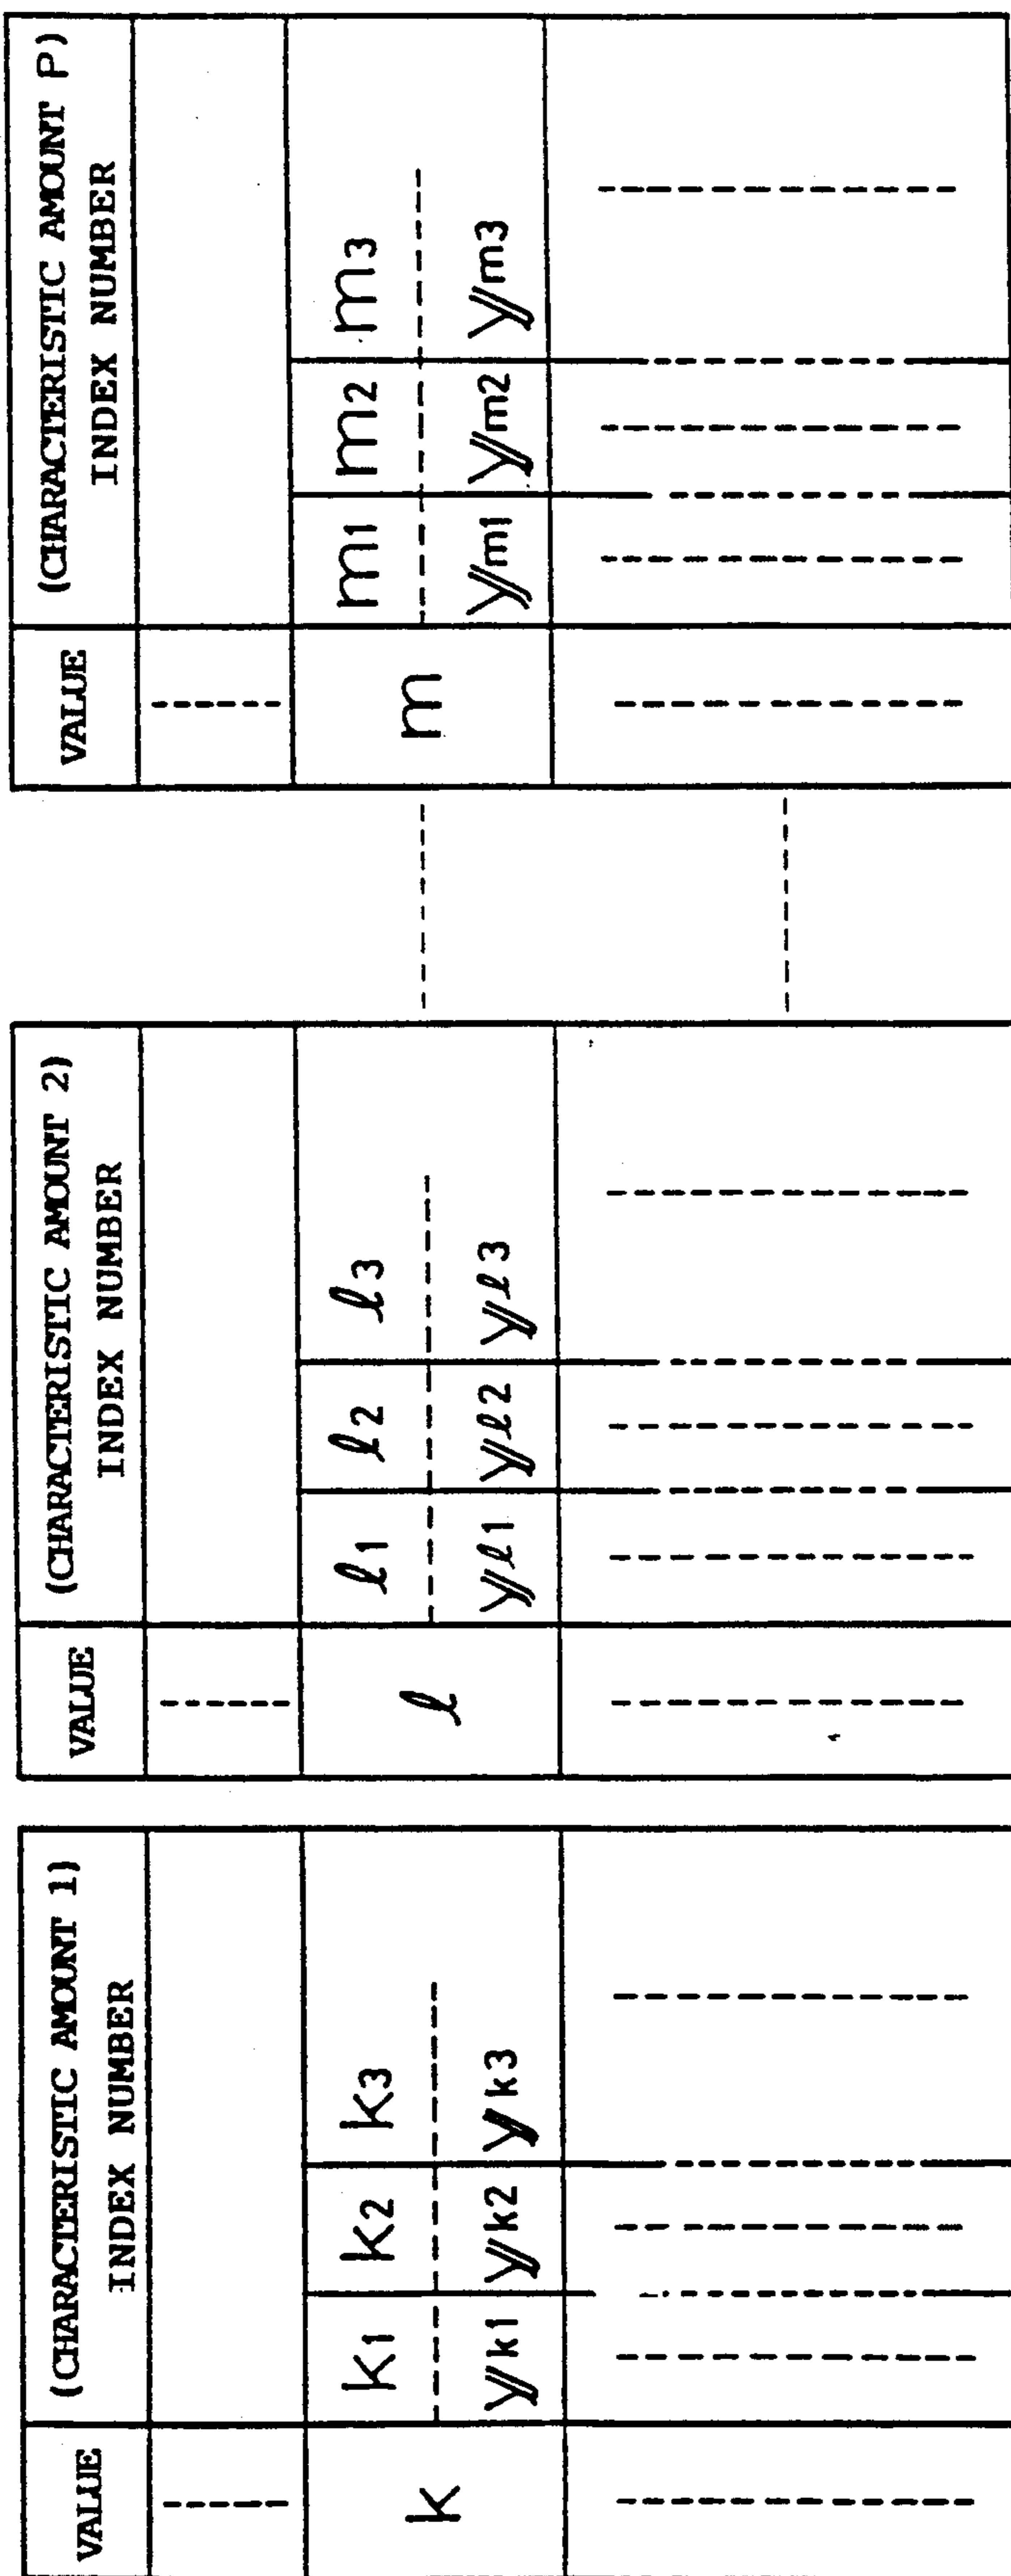 VALUE
(CHARACTERISTIC AMOUNT 1)
INDEX NUMBER
k
k1 k2 k3
yk1 yk2 yk3
VALUE
(CHARACTERISTIC AMOUNT 2)
INDEX NUMBER
ℓ
ℓ1 ℓ2 ℓ3
yℓ1 yℓ2 yℓ3
VALUE
(CHARACTERISTIC AMOUNT P)
INDEX NUMBER
m
m1 m2 m3
ym1 ym2 ym3